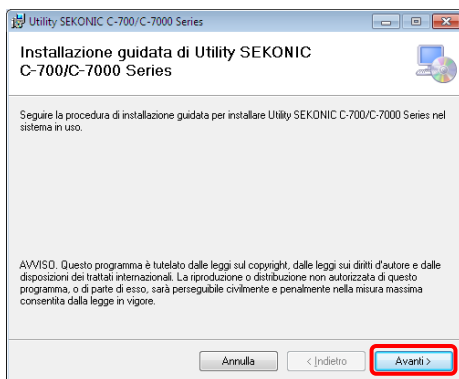 Utility SEKONIC C-700/C-7000 Series
Installazione guidata di Utility SEKONIC
C-700/C-7000 Series
Seguire la procedura di installazione guidata per installare Utility SEKONIC C-700/C-7000 Series nel
sistema in uso.
AVVISO. Questo programma è tutelato dalle leggi sul copyright, dalle leggi sui diritti d'autore e dalle
disposizioni dei trattati internazionali. La riproduzione o distribuzione non autorizzata di questo
programma, o di parte di esso, sarà perseguibile civilmente e penalmente nella misura massima
consentita dalla legge in vigore.
Annulla
< Indietro
Avanti >